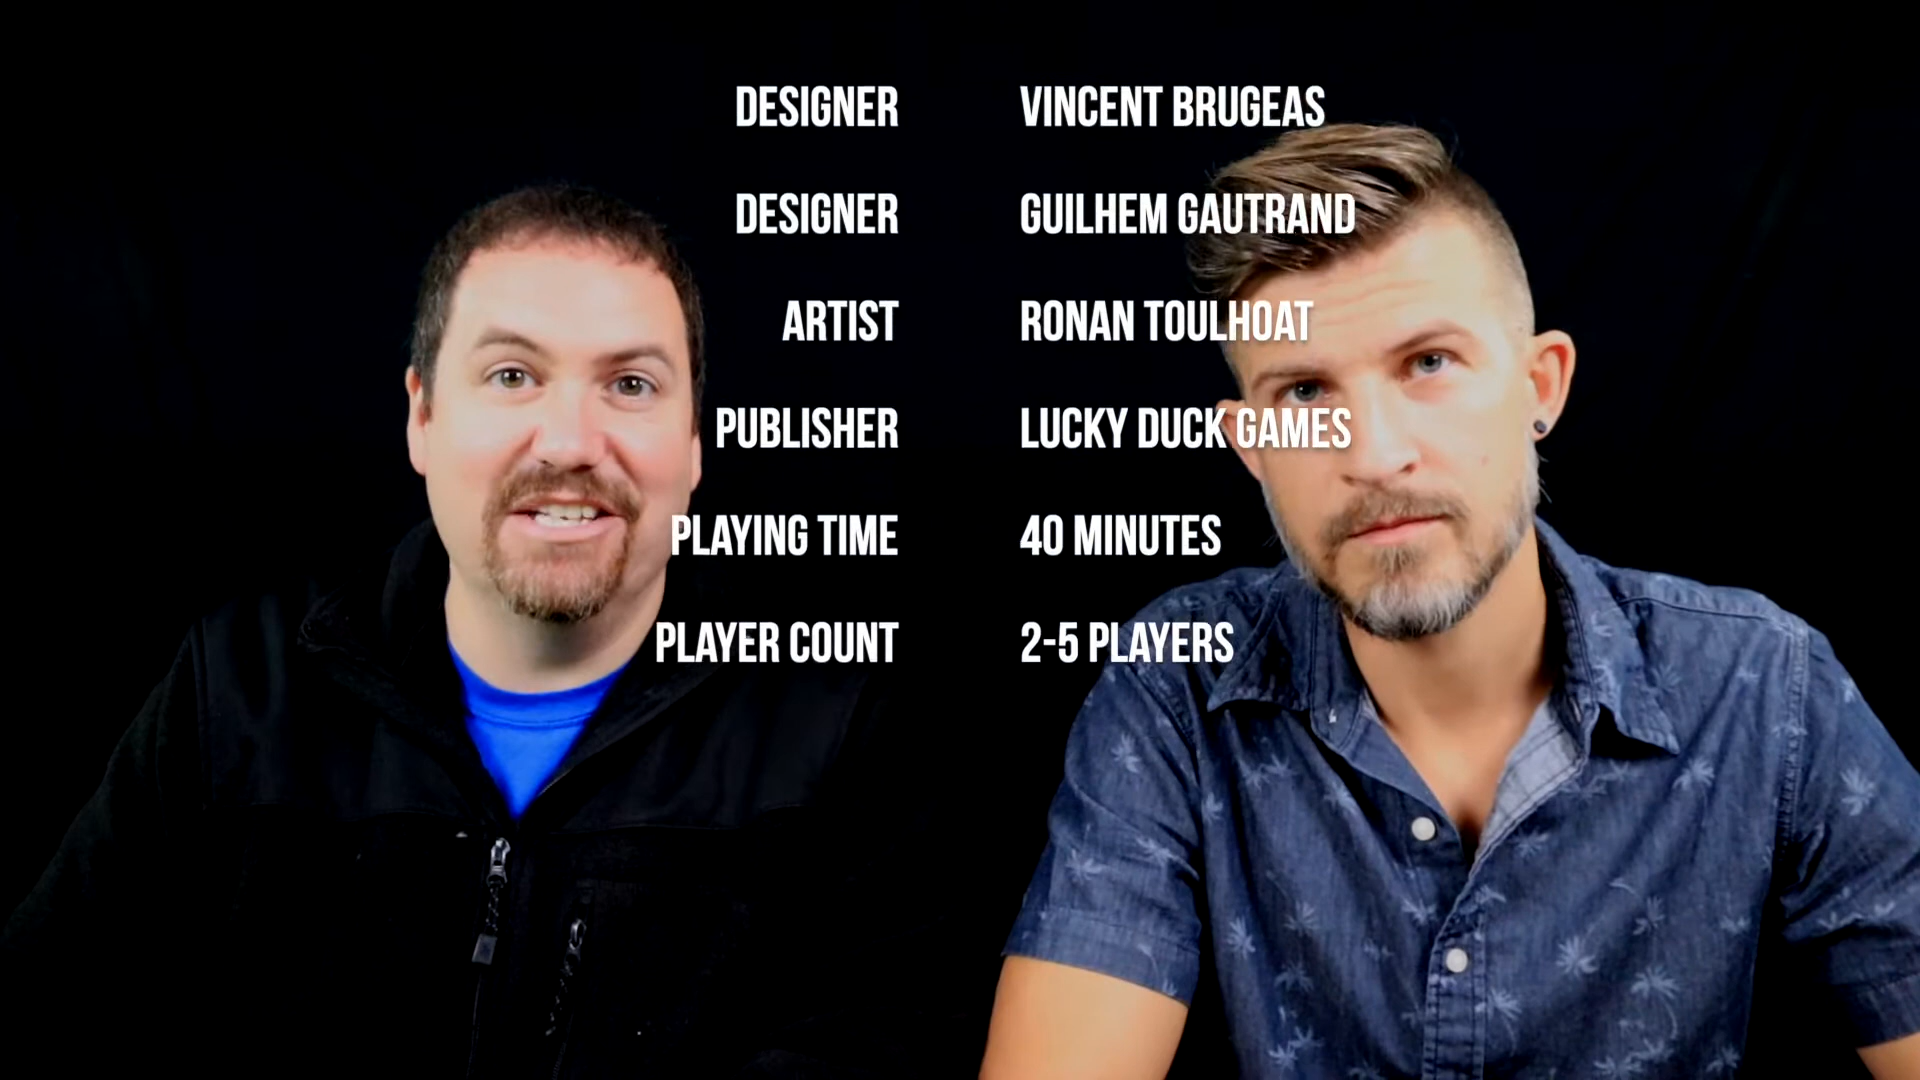 DESIGNER VINCENT BRUGEAS
DESIGNER GUILHEM GAUTRAND
ARTIST RONAN TOULHOAT
PUBLISHER LUCKY DUCK GAMES
PLAYING TIME 40 MINUTES
PLAYER COUNT 2-5 PLAYERS